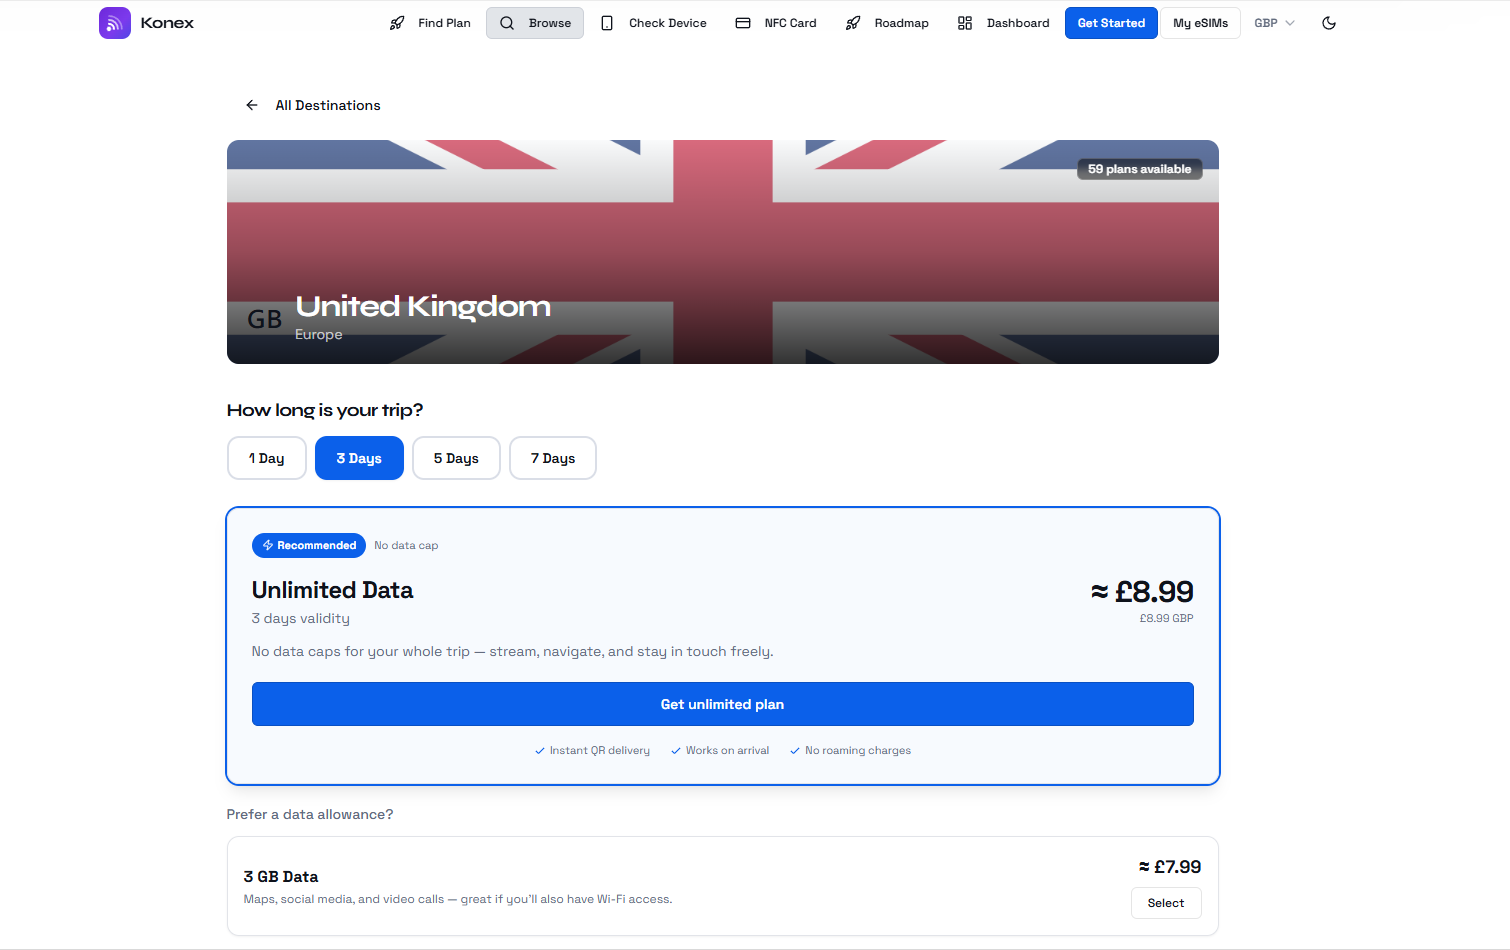 Konex
Find Plan
Browse
Check Device
NFC Card
Roadmap
Dashboard
Get Started
My eSIMs
GBP
All Destinations
59 plans available
GB
United Kingdom
Europe
How long is your trip?
1 Day
3 Days
5 Days
7 Days
Recommended
No data cap
Unlimited Data
≈ £8.99
3 days validity
£8.99 GBP
No data caps for your whole trip — stream, navigate, and stay in touch freely.
Get unlimited plan
Instant QR delivery
Works on arrival
No roaming charges
Prefer a data allowance?
3 GB Data
≈ £7.99
Maps, social media, and video calls — great if you'll also have Wi-Fi access.
Select